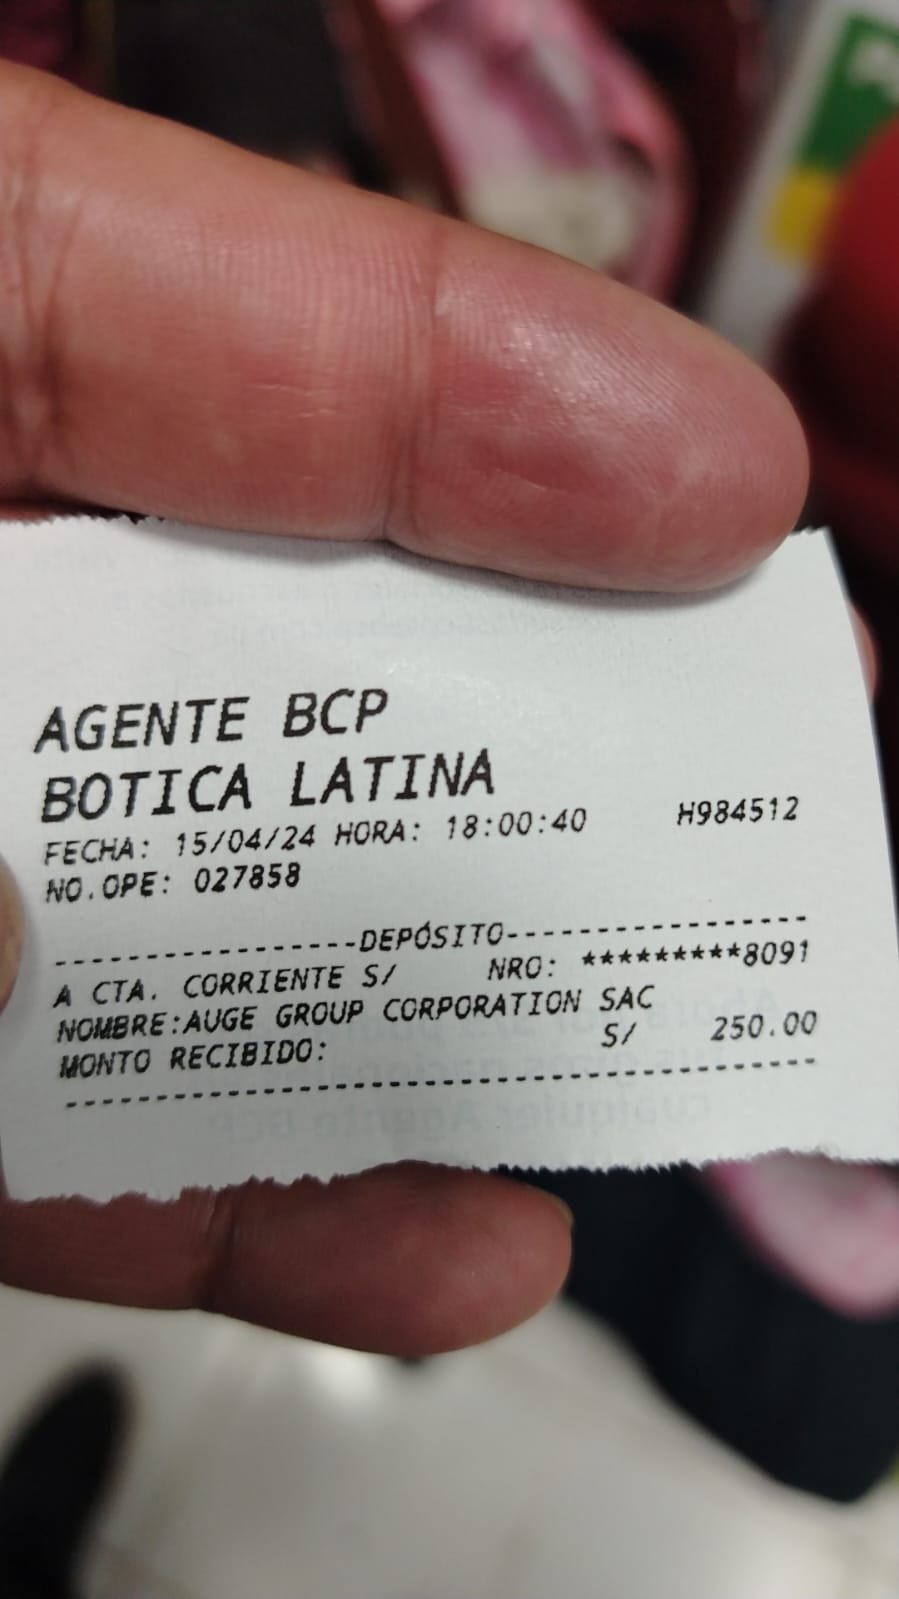 AGENTE BCP
BOTICA LATINA
FECHA: 15/04/24 HORA: 18:00:40 H984512
NO.OPE: 027858
------------------DEPÓSITO------------------
A CTA. CORRIENTE S/ NRO: *********8091
NOMBRE:AUGE GROUP CORPORATION SAC
MONTO RECIBIDO: S/ 250.00
--------------------------------------------